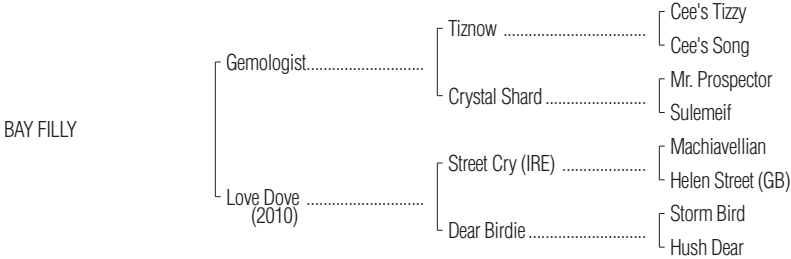 Cee's Tizzy
Tiznow ..................................
Cee's Song
Gemologist...........................
Mr. Prospector
Crystal Shard ........................
Sulemeif
BAY FILLY
Machiavellian
Street Cry (IRE) ....................
Helen Street (GB)
Love Dove ............................
(2010)
Storm Bird
Dear Birdie............................
Hush Dear